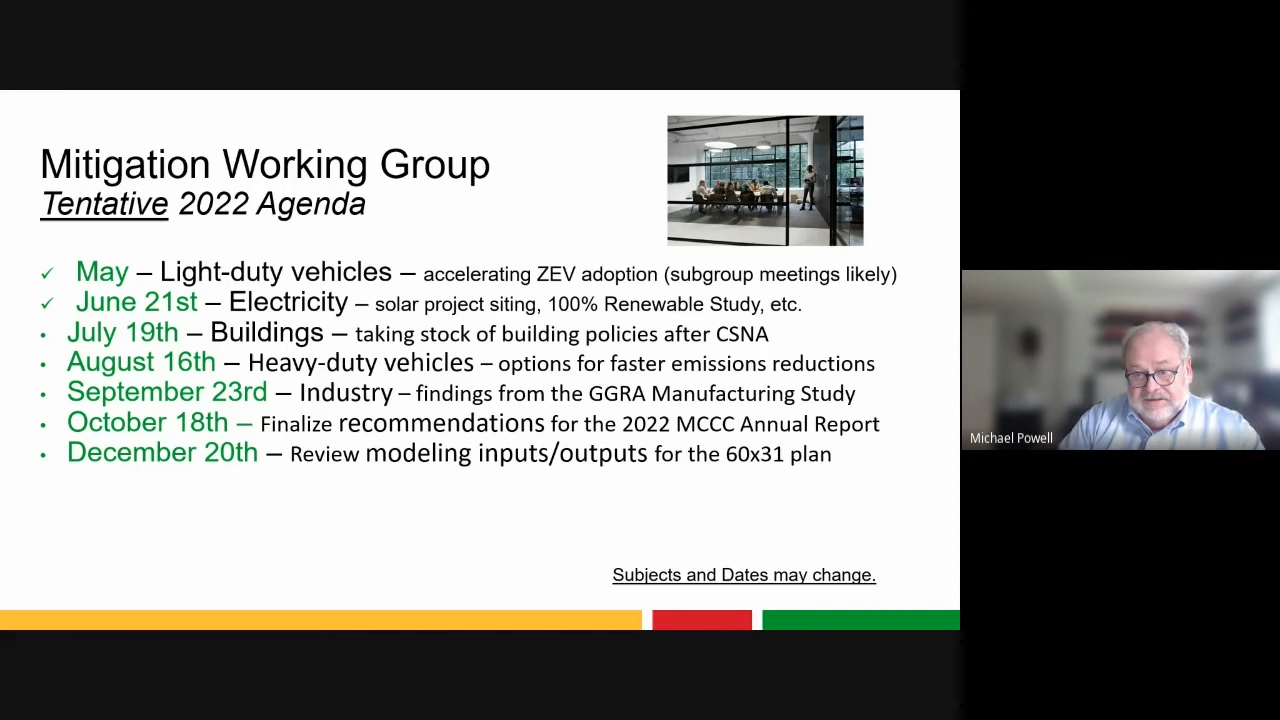 Mitigation Working Group
Tentative 2022 Agenda
✓ May – Light-duty vehicles – accelerating ZEV adoption (subgroup meetings likely)
✓ June 21st – Electricity – solar project siting, 100% Renewable Study, etc.
• July 19th – Buildings – taking stock of building policies after CSNA
• August 16th – Heavy-duty vehicles – options for faster emissions reductions
• September 23rd – Industry – findings from the GGRA Manufacturing Study
• October 18th – Finalize recommendations for the 2022 MCCC Annual Report
• December 20th – Review modeling inputs/outputs for the 60x31 plan
Subjects and Dates may change.
Michael Powell